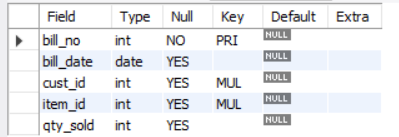 Field Type Null Key Default Extra
bill_no int NO PRI NULL
bill_date date YES NULL
cust_id int YES MUL NULL
item_id int YES MUL NULL
qty_sold int YES NULL